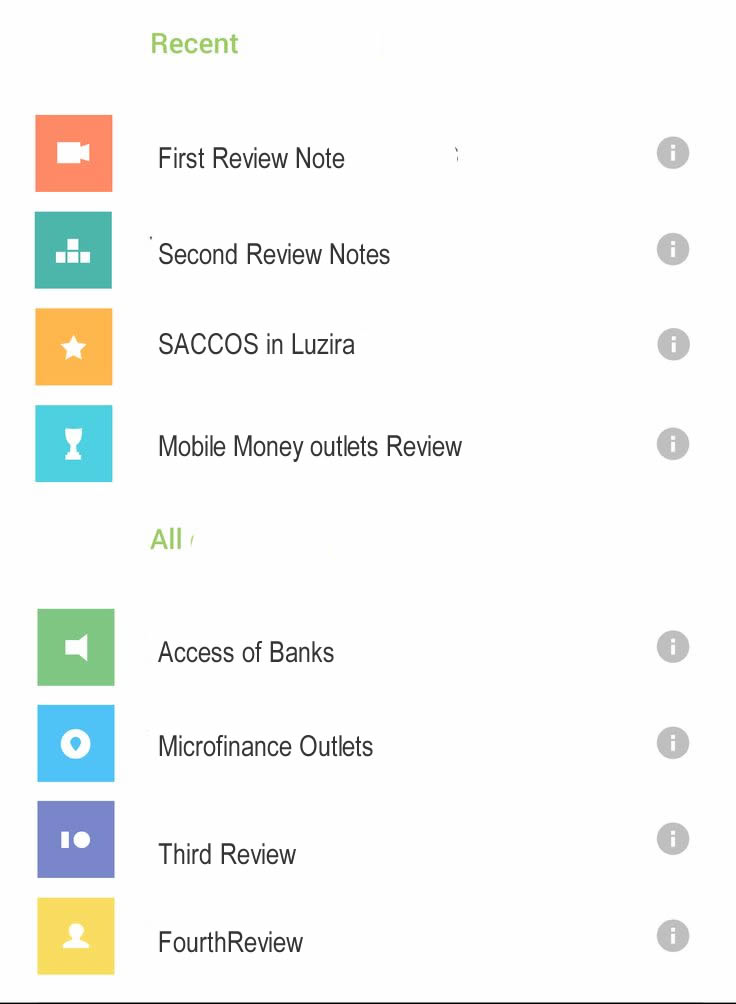 Recent
First Review Note
Second Review Notes
SACCOS in Luzira
Mobile Money outlets Review
All
Access of Banks
Microfinance Outlets
Third Review
FourthReview